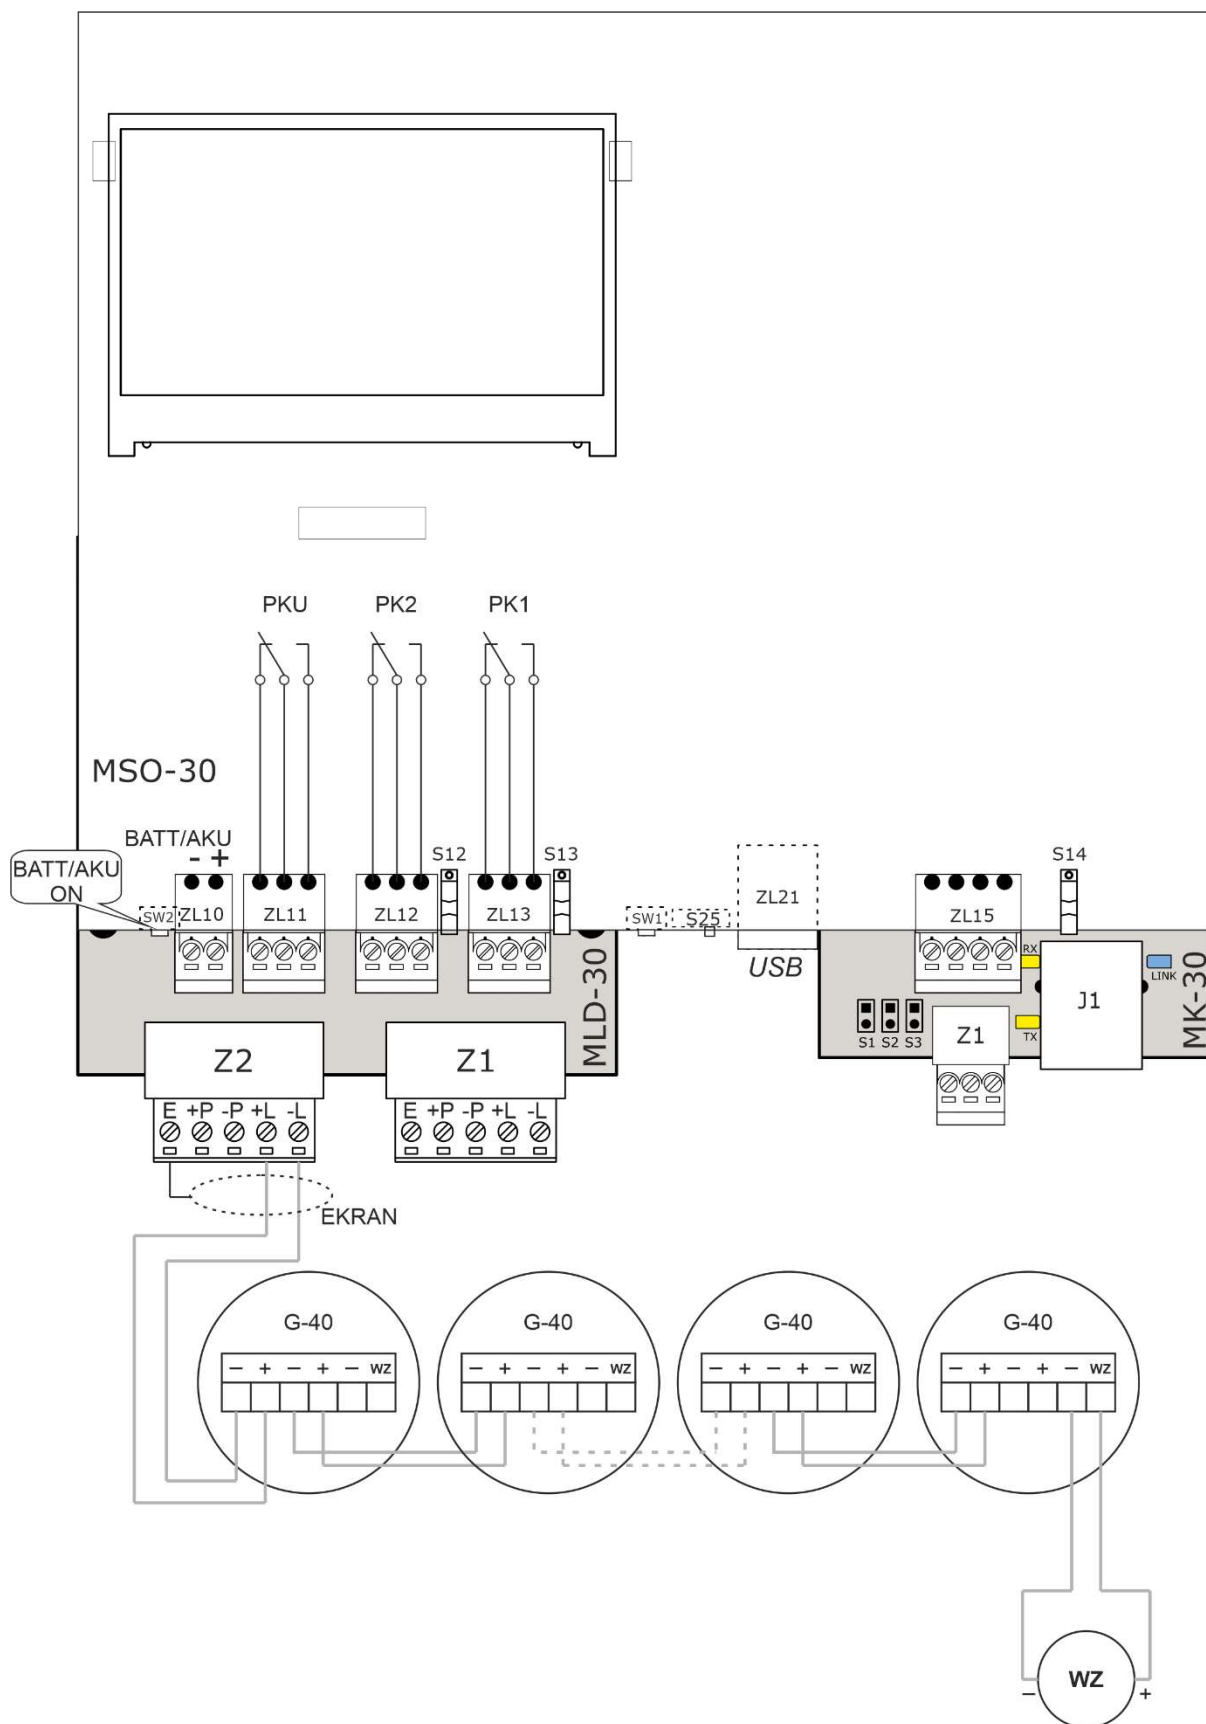 PKU PK2 PK1
MSO-30
BATT/AKU
- +
BATT/AKU
ON
S12 S13 S14
SW2 ZL10 ZL11 ZL12 ZL13 SW1 S25 ZL21 ZL15
USB
MLD-30
RX
LINK
TX
J1
MK-30
S1 S2 S3
Z1
Z2 Z1
E +P -P +L -L
E +P -P +L -L
EKRAN
G-40 G-40 G-40 G-40
– + – + – WZ
– + – + – WZ
– + – + – WZ
– + – + – WZ
WZ
– +